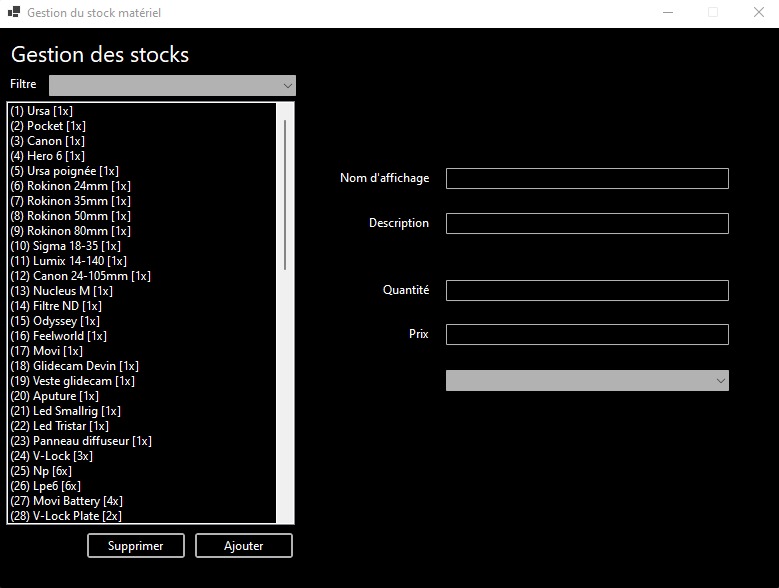 Gestion du stock matériel
Gestion des stocks
Filtre
(1) Ursa [1x]
(2) Pocket [1x]
(3) Canon [1x]
(4) Hero 6 [1x]
(5) Ursa poignée [1x]
(6) Rokinon 24mm [1x]
(7) Rokinon 35mm [1x]
(8) Rokinon 50mm [1x]
(9) Rokinon 80mm [1x]
(10) Sigma 18-35 [1x]
(11) Lumix 14-140 [1x]
(12) Canon 24-105mm [1x]
(13) Nucleus M [1x]
(14) Filtre ND [1x]
(15) Odyssey [1x]
(16) Feelworld [1x]
(17) Movi [1x]
(18) Glidecam Devin [1x]
(19) Veste glidecam [1x]
(20) Aputure [1x]
(21) Led Smallrig [1x]
(22) Led Tristar [1x]
(23) Panneau diffuseur [1x]
(24) V-Lock [3x]
(25) Np [6x]
(26) Lpe6 [6x]
(27) Movi Battery [4x]
(28) V-Lock Plate [2x]
Supprimer
Ajouter
Nom d'affichage
Description
Quantité
Prix